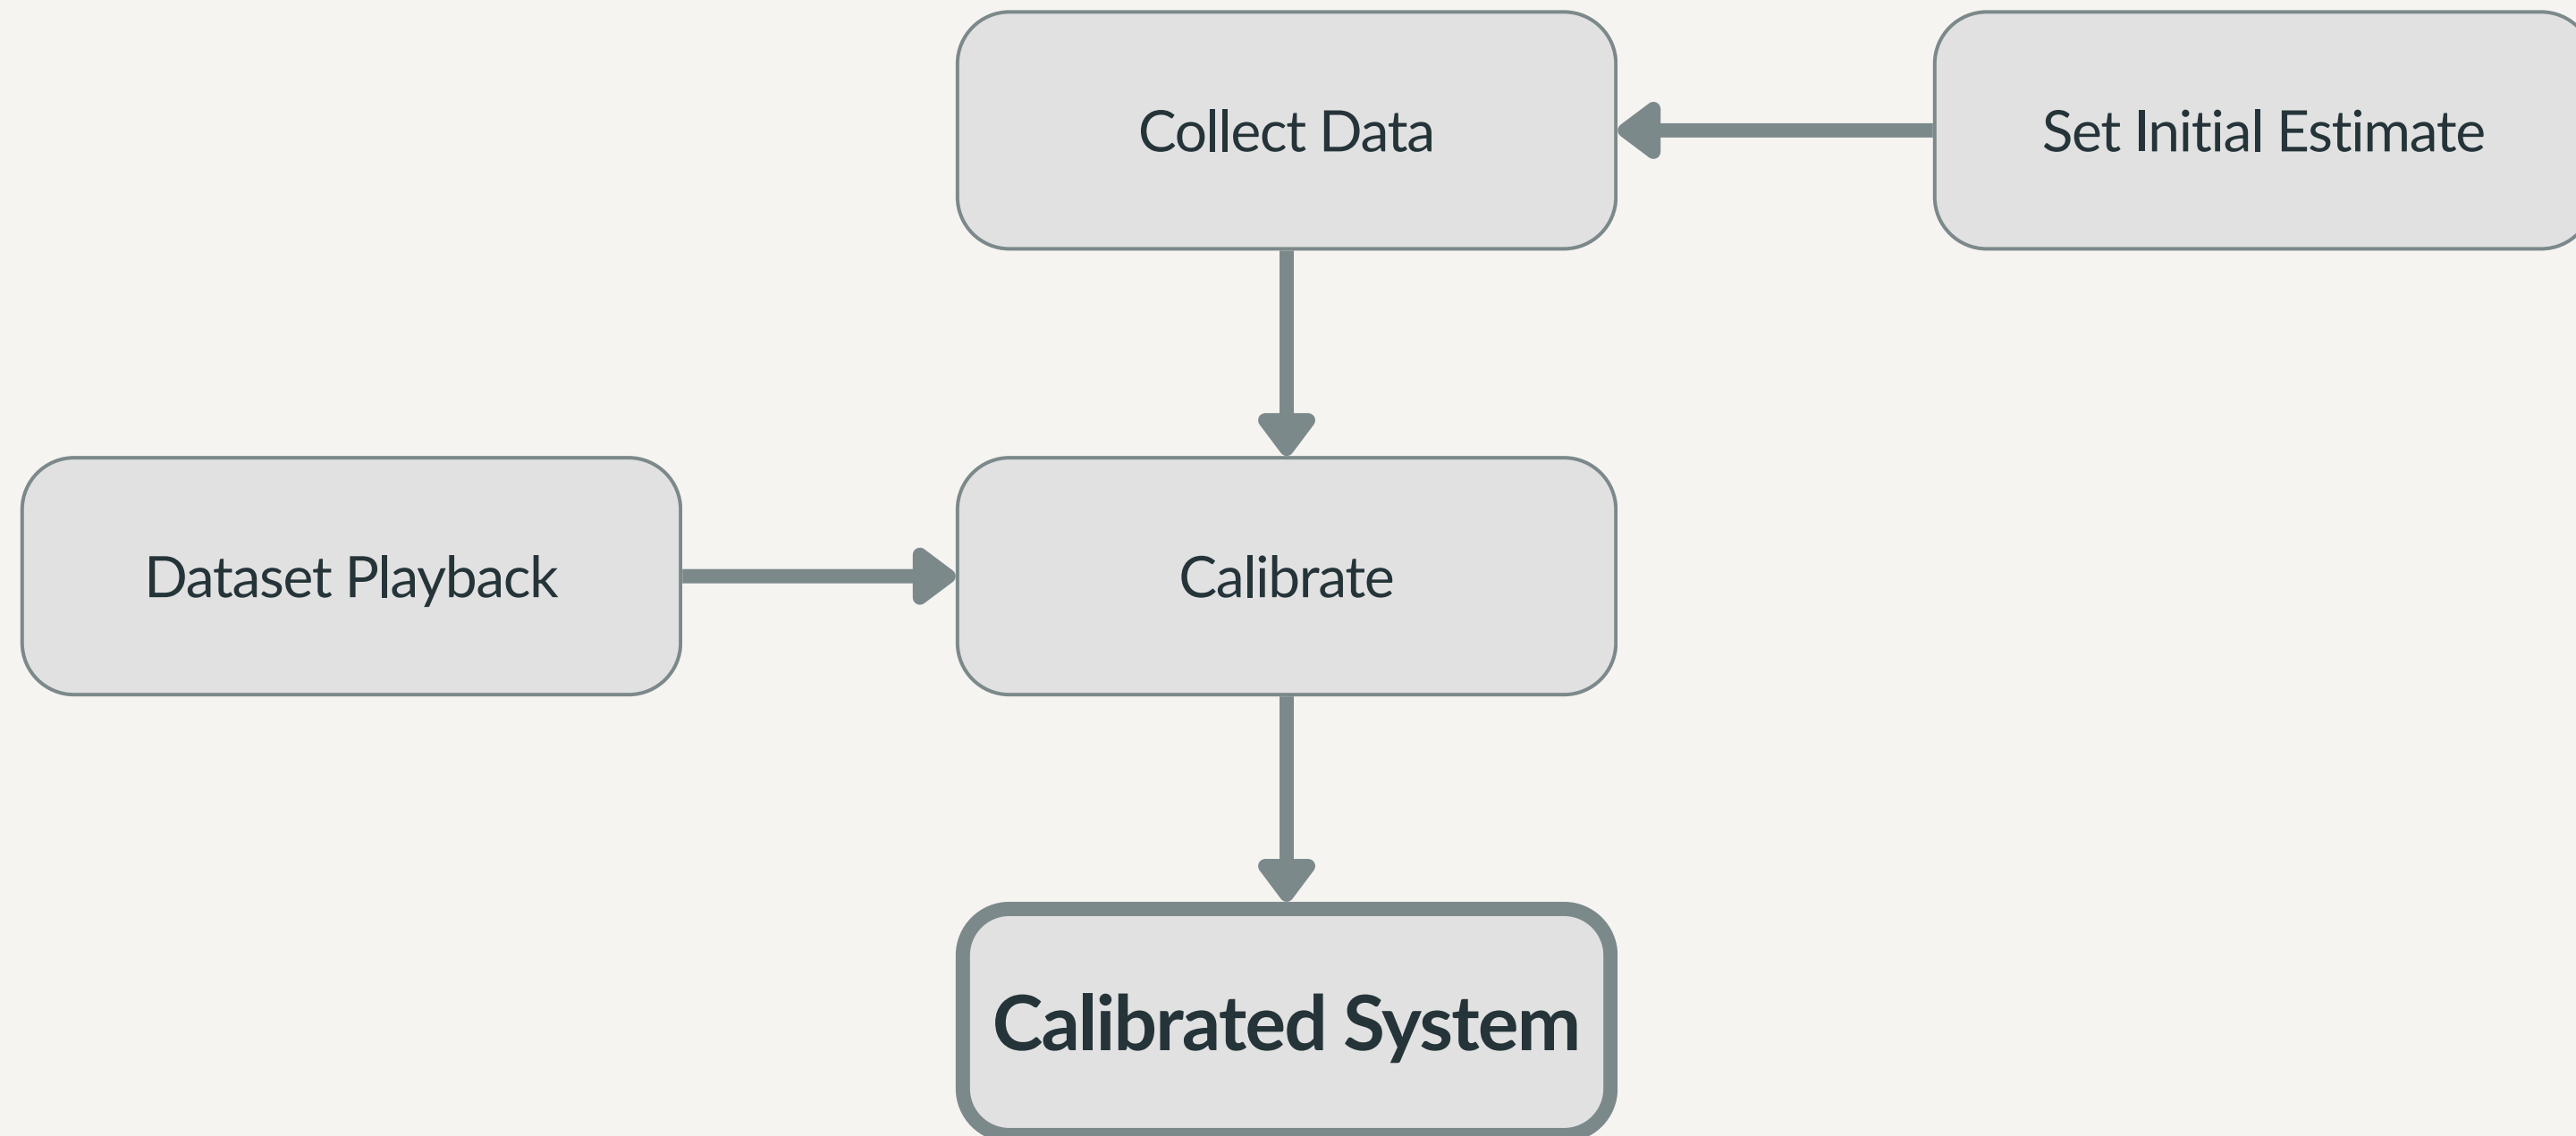 Collect Data
Set Initial Estimate
Dataset Playback
Calibrate
Calibrated System